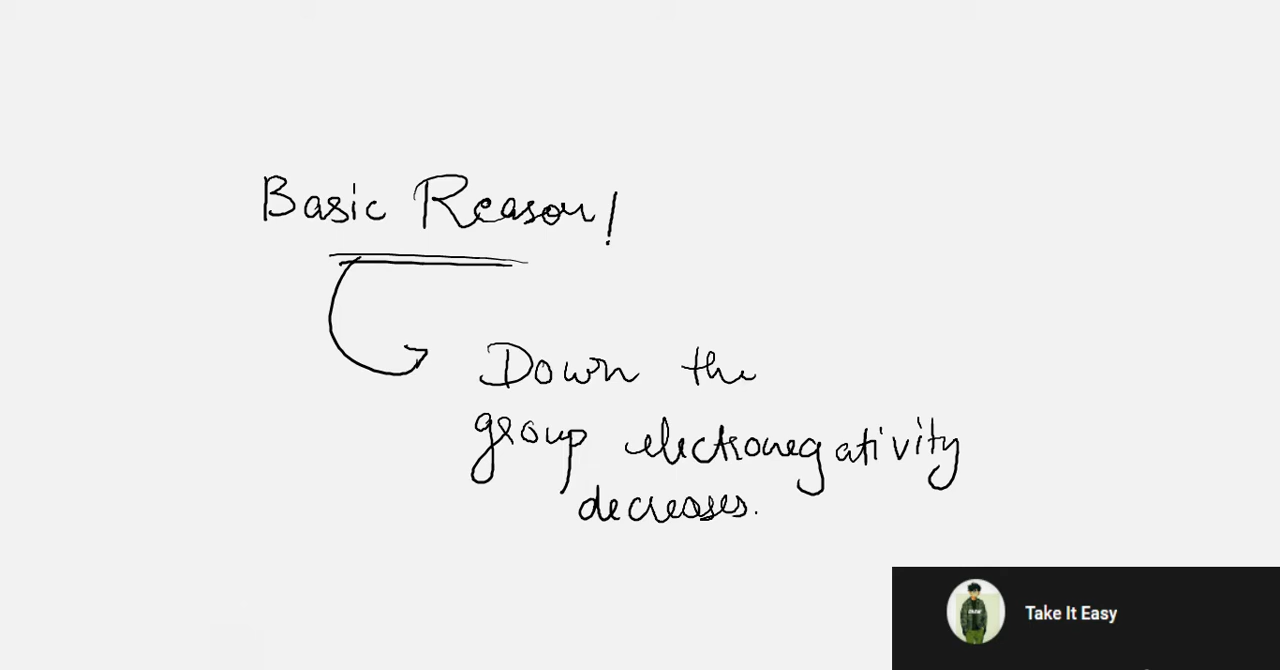 Basic Reason!
Down the
group electronegativity
decreases.
Take It Easy